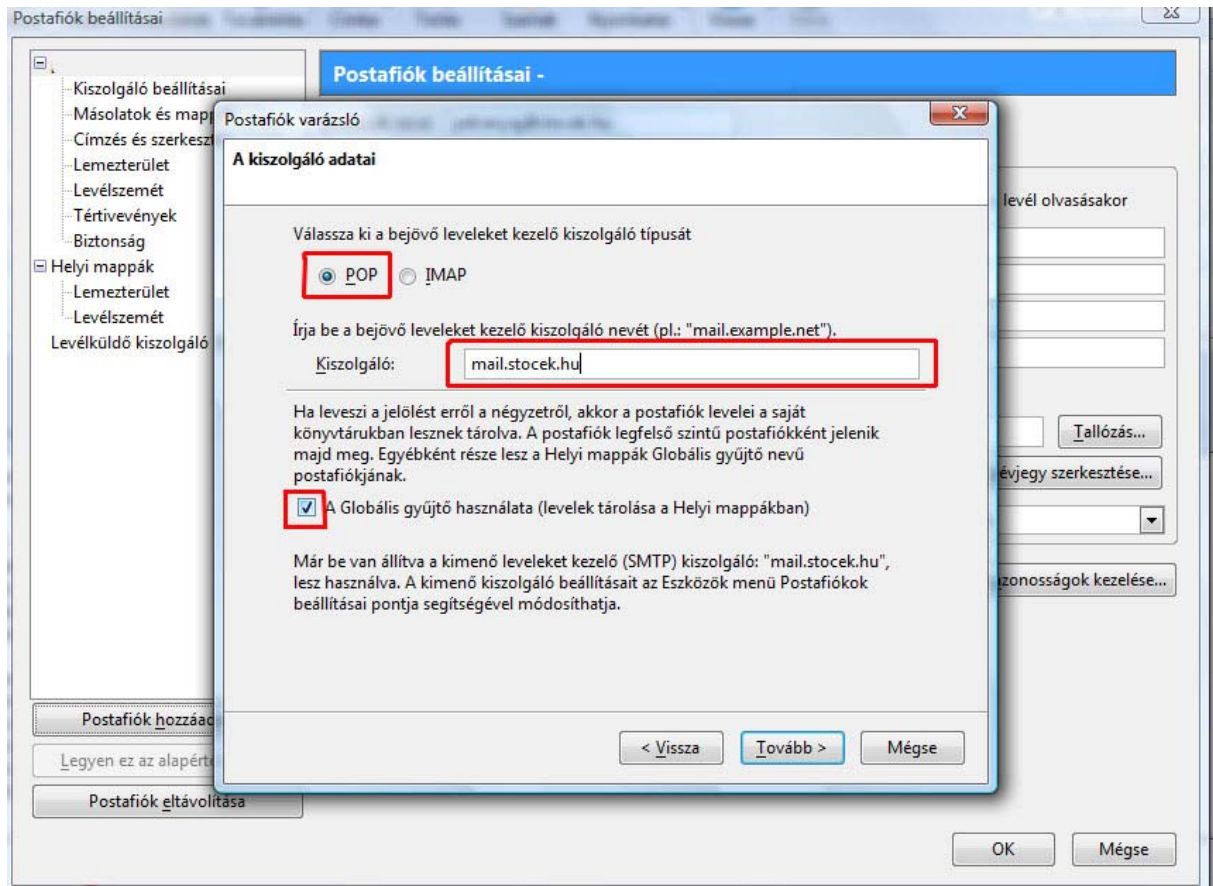 Postafiók beállításai
Postafiók beállításai -
Kiszolgáló beállításai
Másolatok és map
Címzés és szerkeszt
Lemezterület
Levélszemét
Tértivevények
Biztonság
Helyi mappák
Lemezterület
Levélszemét
Levélküldő kiszolgáló
Postafiók varázsló
A kiszolgáló adatai
Válassza ki a bejövő leveleket kezelő kiszolgáló típusát
POP
IMAP
Írja be a bejövő leveleket kezelő kiszolgáló nevét (pl.: "mail.example.net").
Kiszolgáló: mail.stocek.hu
Ha leveszi a jelölést erről a négyzetről, akkor a postafiók levelei a saját
könyvtárukban lesznek tárolva. A postafiók legfelső szintű postafiókként jelenik
majd meg. Egyébként része lesz a Helyi mappák Globális gyűjtő nevű
postafiókjának.
A Globális gyűjtő használata (levelek tárolása a Helyi mappákban)
Már be van állítva a kimenő leveleket kezelő (SMTP) kiszolgáló: "mail.stocek.hu",
lesz használva. A kimenő kiszolgáló beállításait az Eszközök menü Postafiókok
beállításai pontja segítségével módosíthatja.
< Vissza
Tovább >
Mégse
levél olvasásakor
Tallózás...
évjegy szerkesztése...
zonosságok kezelése...
Postafiók hozzáad
Legyen ez az alapérte
Postafiók eltávolítása
OK
Mégse